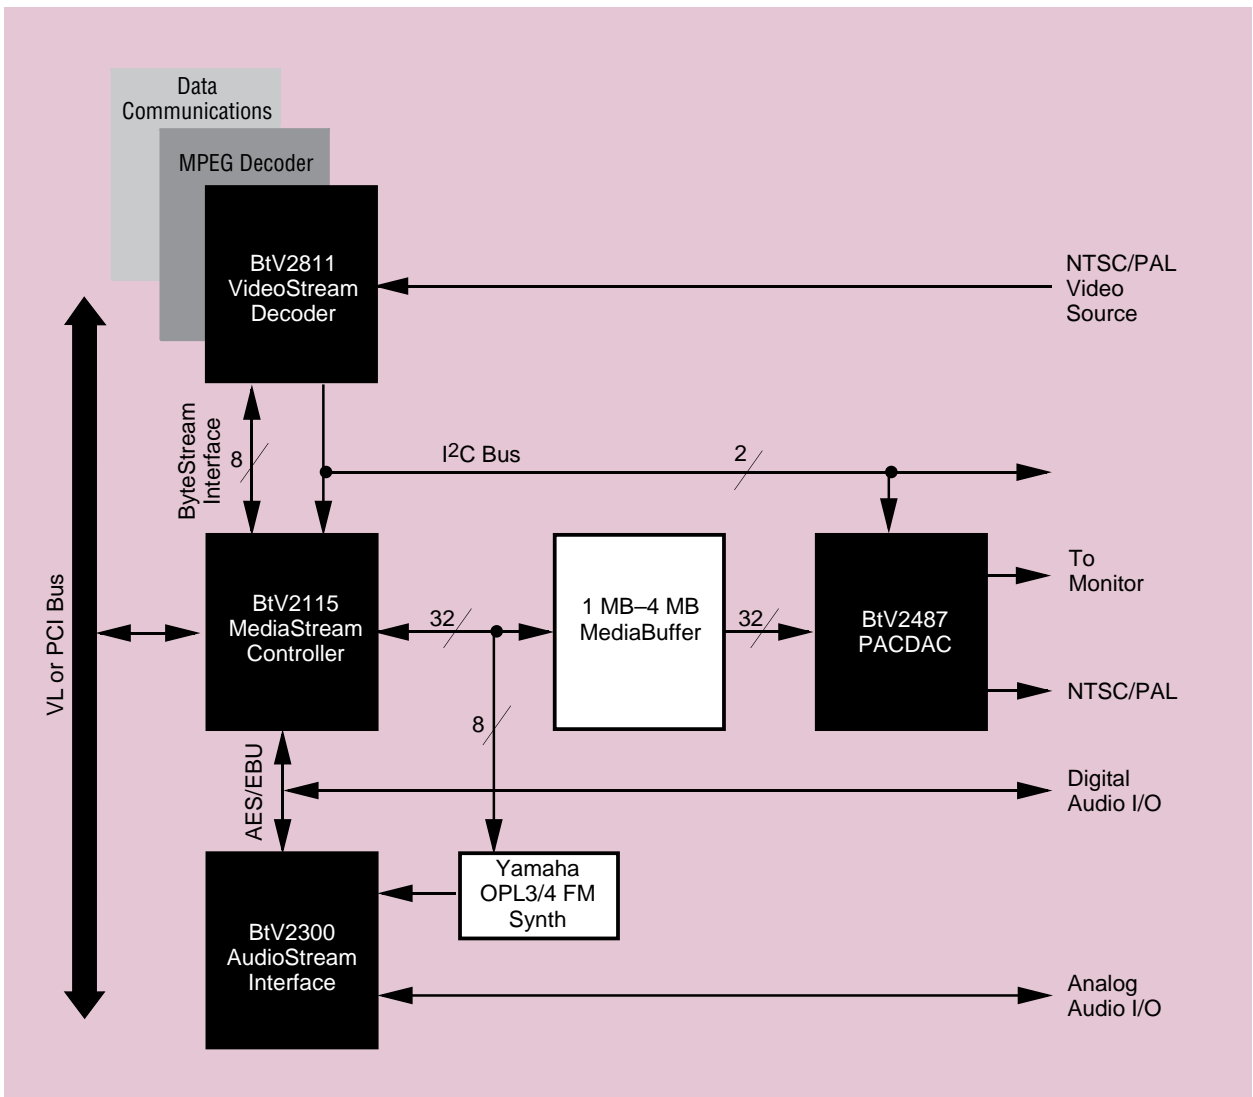 Data
Communications
MPEG Decoder
BtV2811
VideoStream
Decoder
NTSC/PAL
Video
Source
ByteStream
Interface
8
I2C Bus
2
VL or PCI Bus
BtV2115
MediaStream
Controller
32
1 MB–4 MB
MediaBuffer
32
BtV2487
PACDAC
To
Monitor
NTSC/PAL
8
AES/EBU
Digital
Audio I/O
Yamaha
OPL3/4 FM
Synth
BtV2300
AudioStream
Interface
Analog
Audio I/O